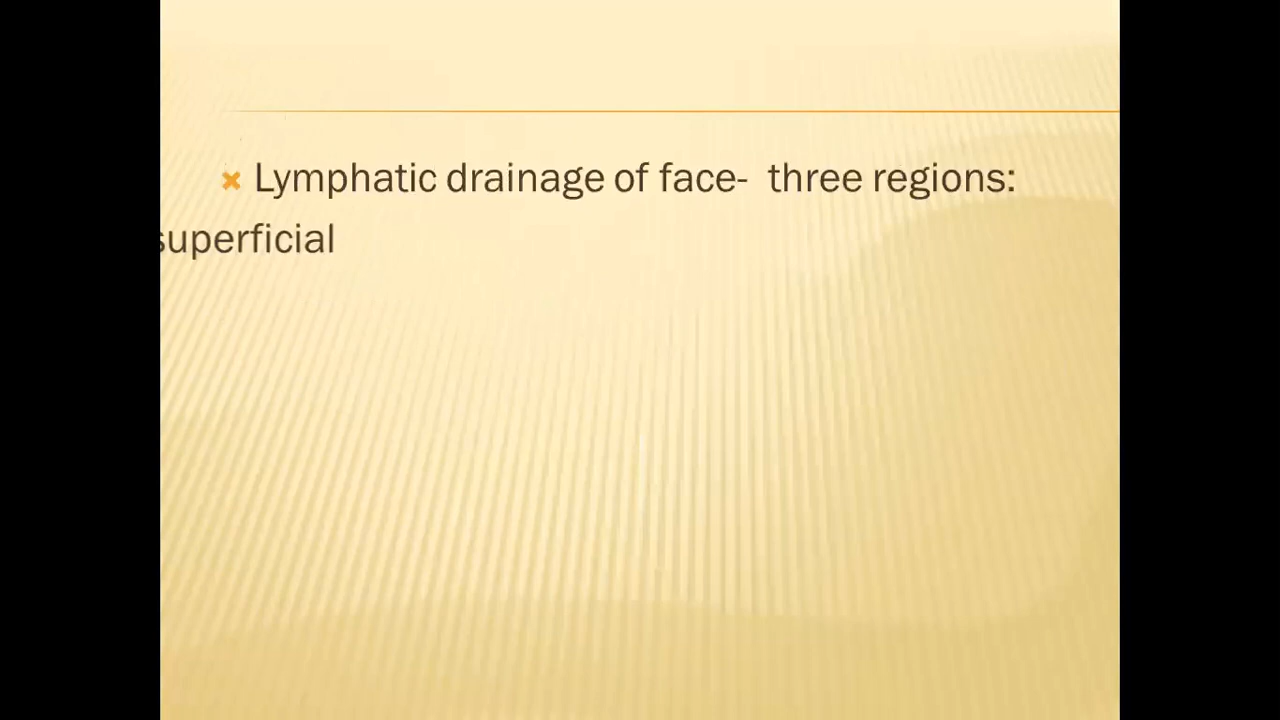 Lymphatic drainage of face- three regions:
superficial